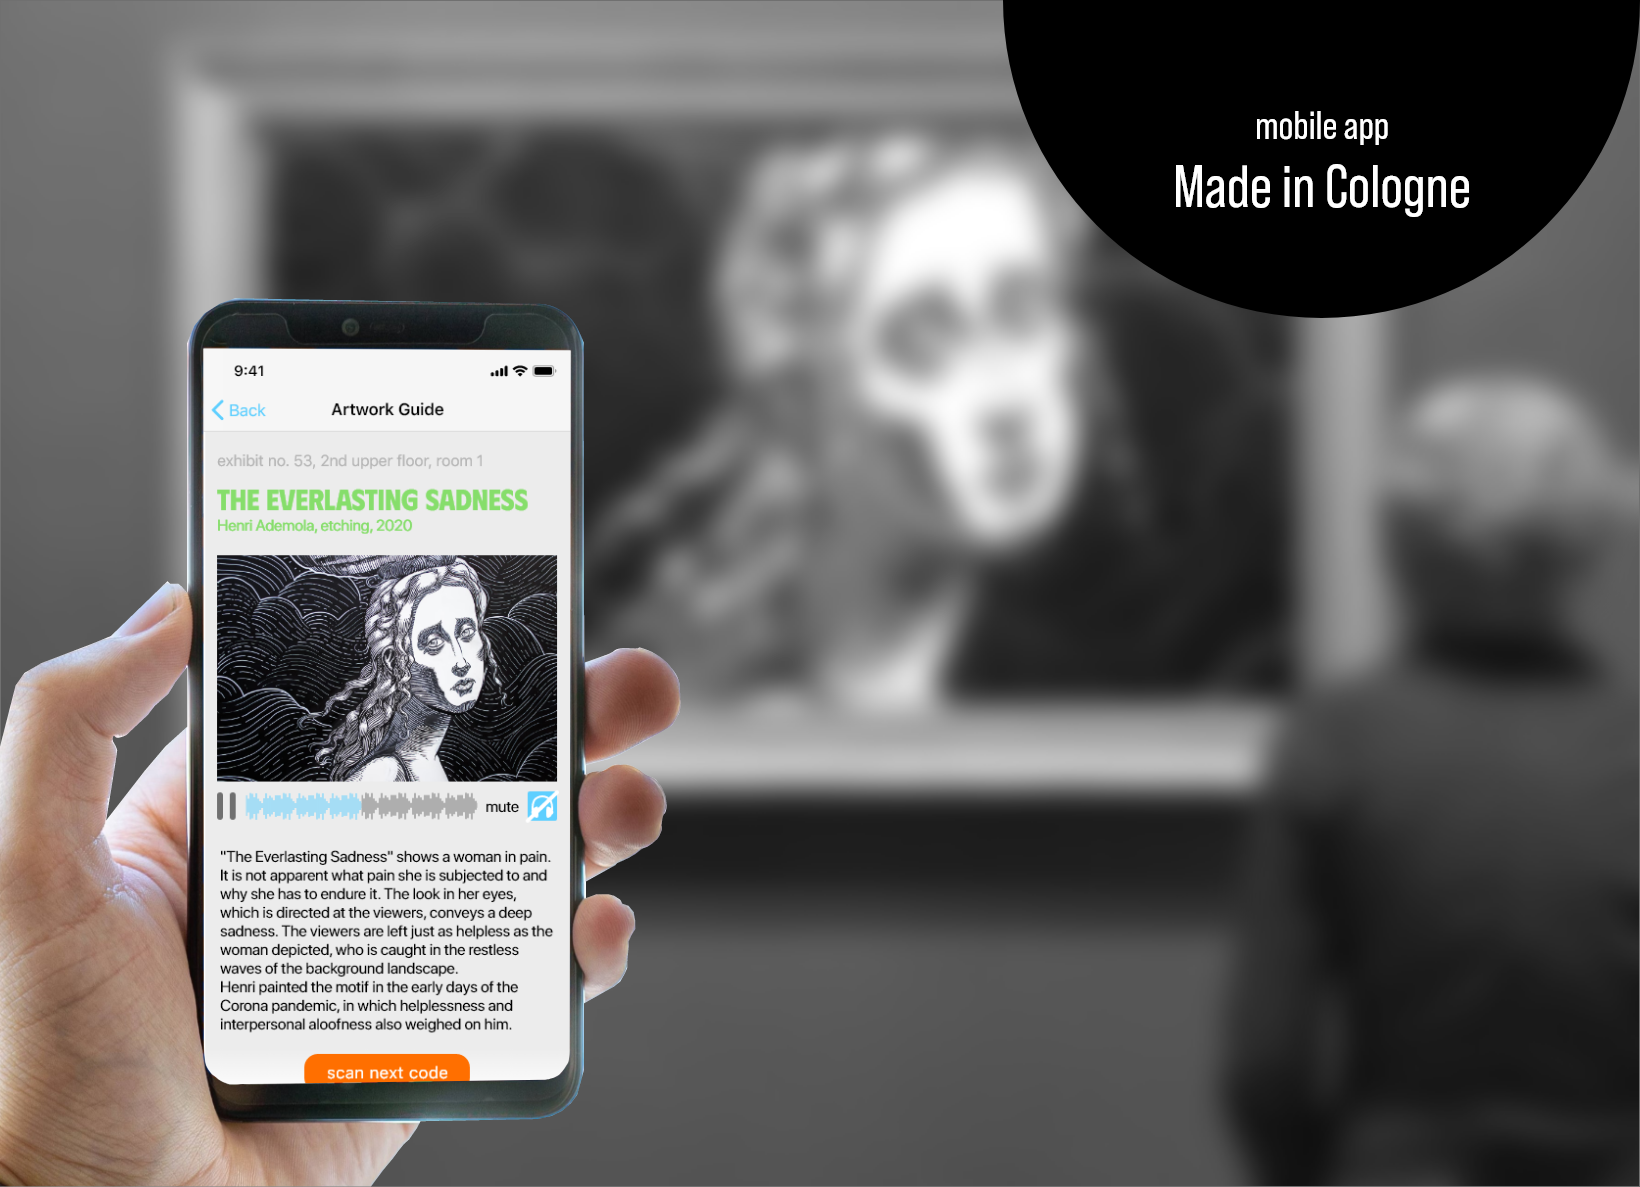 mobile app
Made in Cologne
9:41
Back
Artwork Guide
exhibit no. 53, 2nd upper floor, room 1
THE EVERLASTING SADNESS
Henri Ademola, etching, 2020
mute
"The Everlasting Sadness" shows a woman in pain.
It is not apparent what pain she is subjected to and
why she has to endure it. The look in her eyes,
which is directed at the viewers, conveys a deep
sadness. The viewers are left just as helpless as the
woman depicted, who is caught in the restless
waves of the background landscape.
Henri painted the motif in the early days of the
Corona pandemic, in which helplessness and
interpersonal aloofness also weighed on him.
scan next code